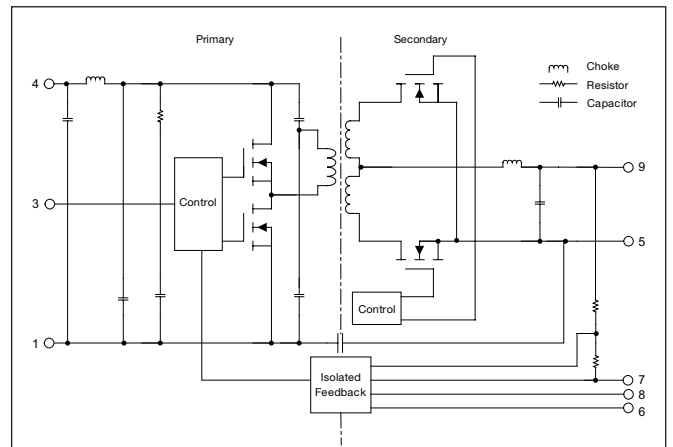 Primary
Secondary
Choke
Resistor
Capacitor
4
9
3
Control
5
Control
1
Isolated
Feedback
7
8
6